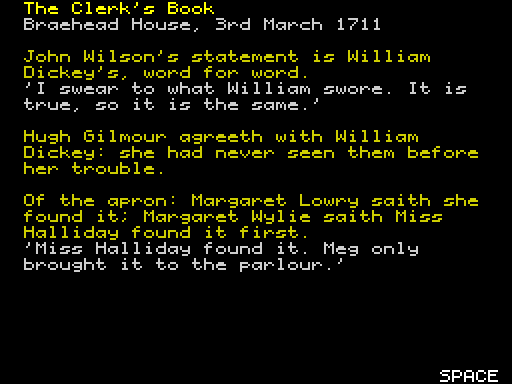 The Clerk's Book
Braehead House, 3rd March 1711
John Wilson's statement is William
Dickey's, word for word.
'I swear to what William swore. It is
true, so it is the same.'
Hugh Gilmour agreeth with William
Dickey: she had never seen them before
her trouble.
Of the apron: Margaret Lowry saith she
found it; Margaret Wylie saith Miss
Halliday found it first.
'Miss Halliday found it. Meg only
brought it to the parlour.'
SPACE